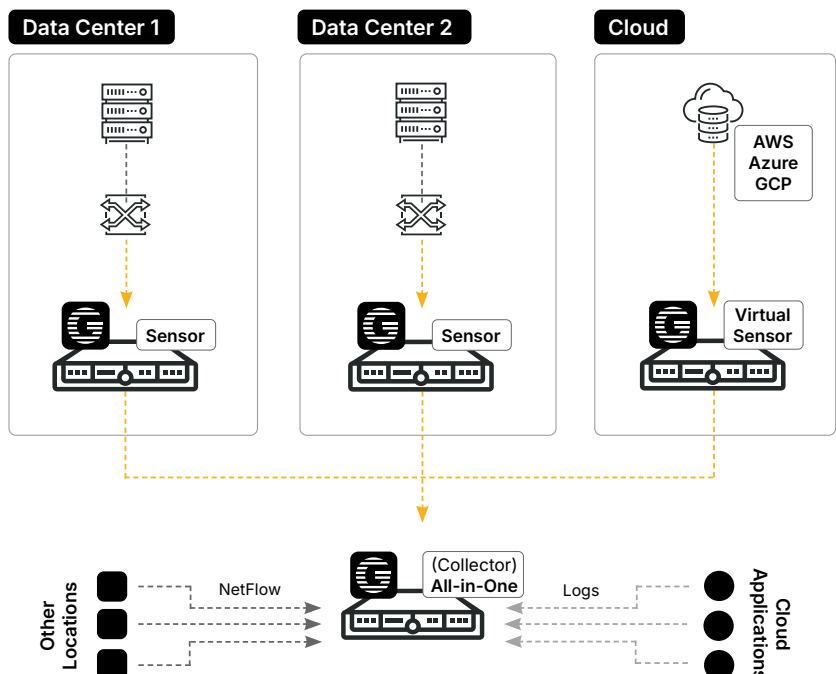 Data Center 1
Data Center 2
Cloud
AWS
Azure
GCP
Sensor
Sensor
Virtual
Sensor
(Collector)
All-in-One
NetFlow
Logs
Other
Locations
Cloud
Applications